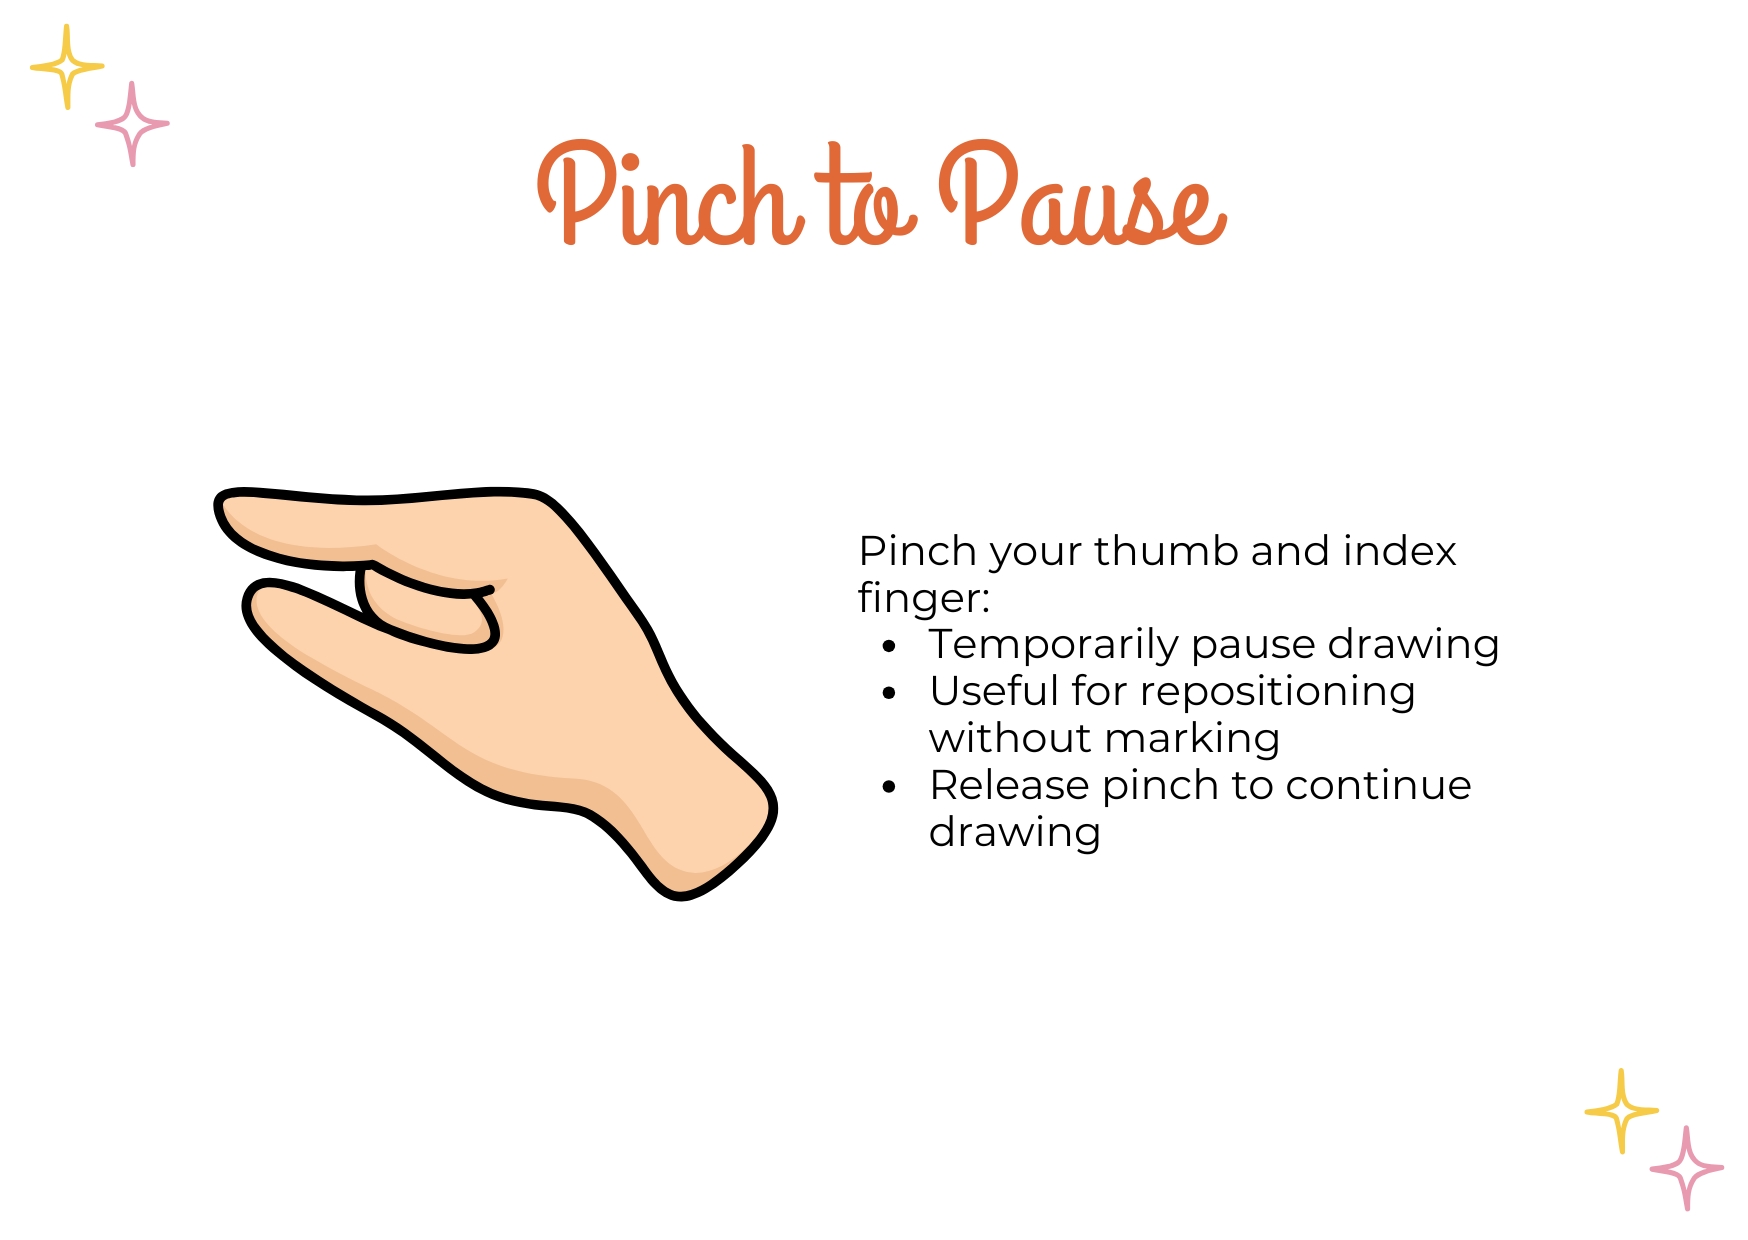 Pinch to Pause
Pinch your thumb and index
finger:
• Temporarily pause drawing
• Useful for repositioning
without marking
• Release pinch to continue
drawing